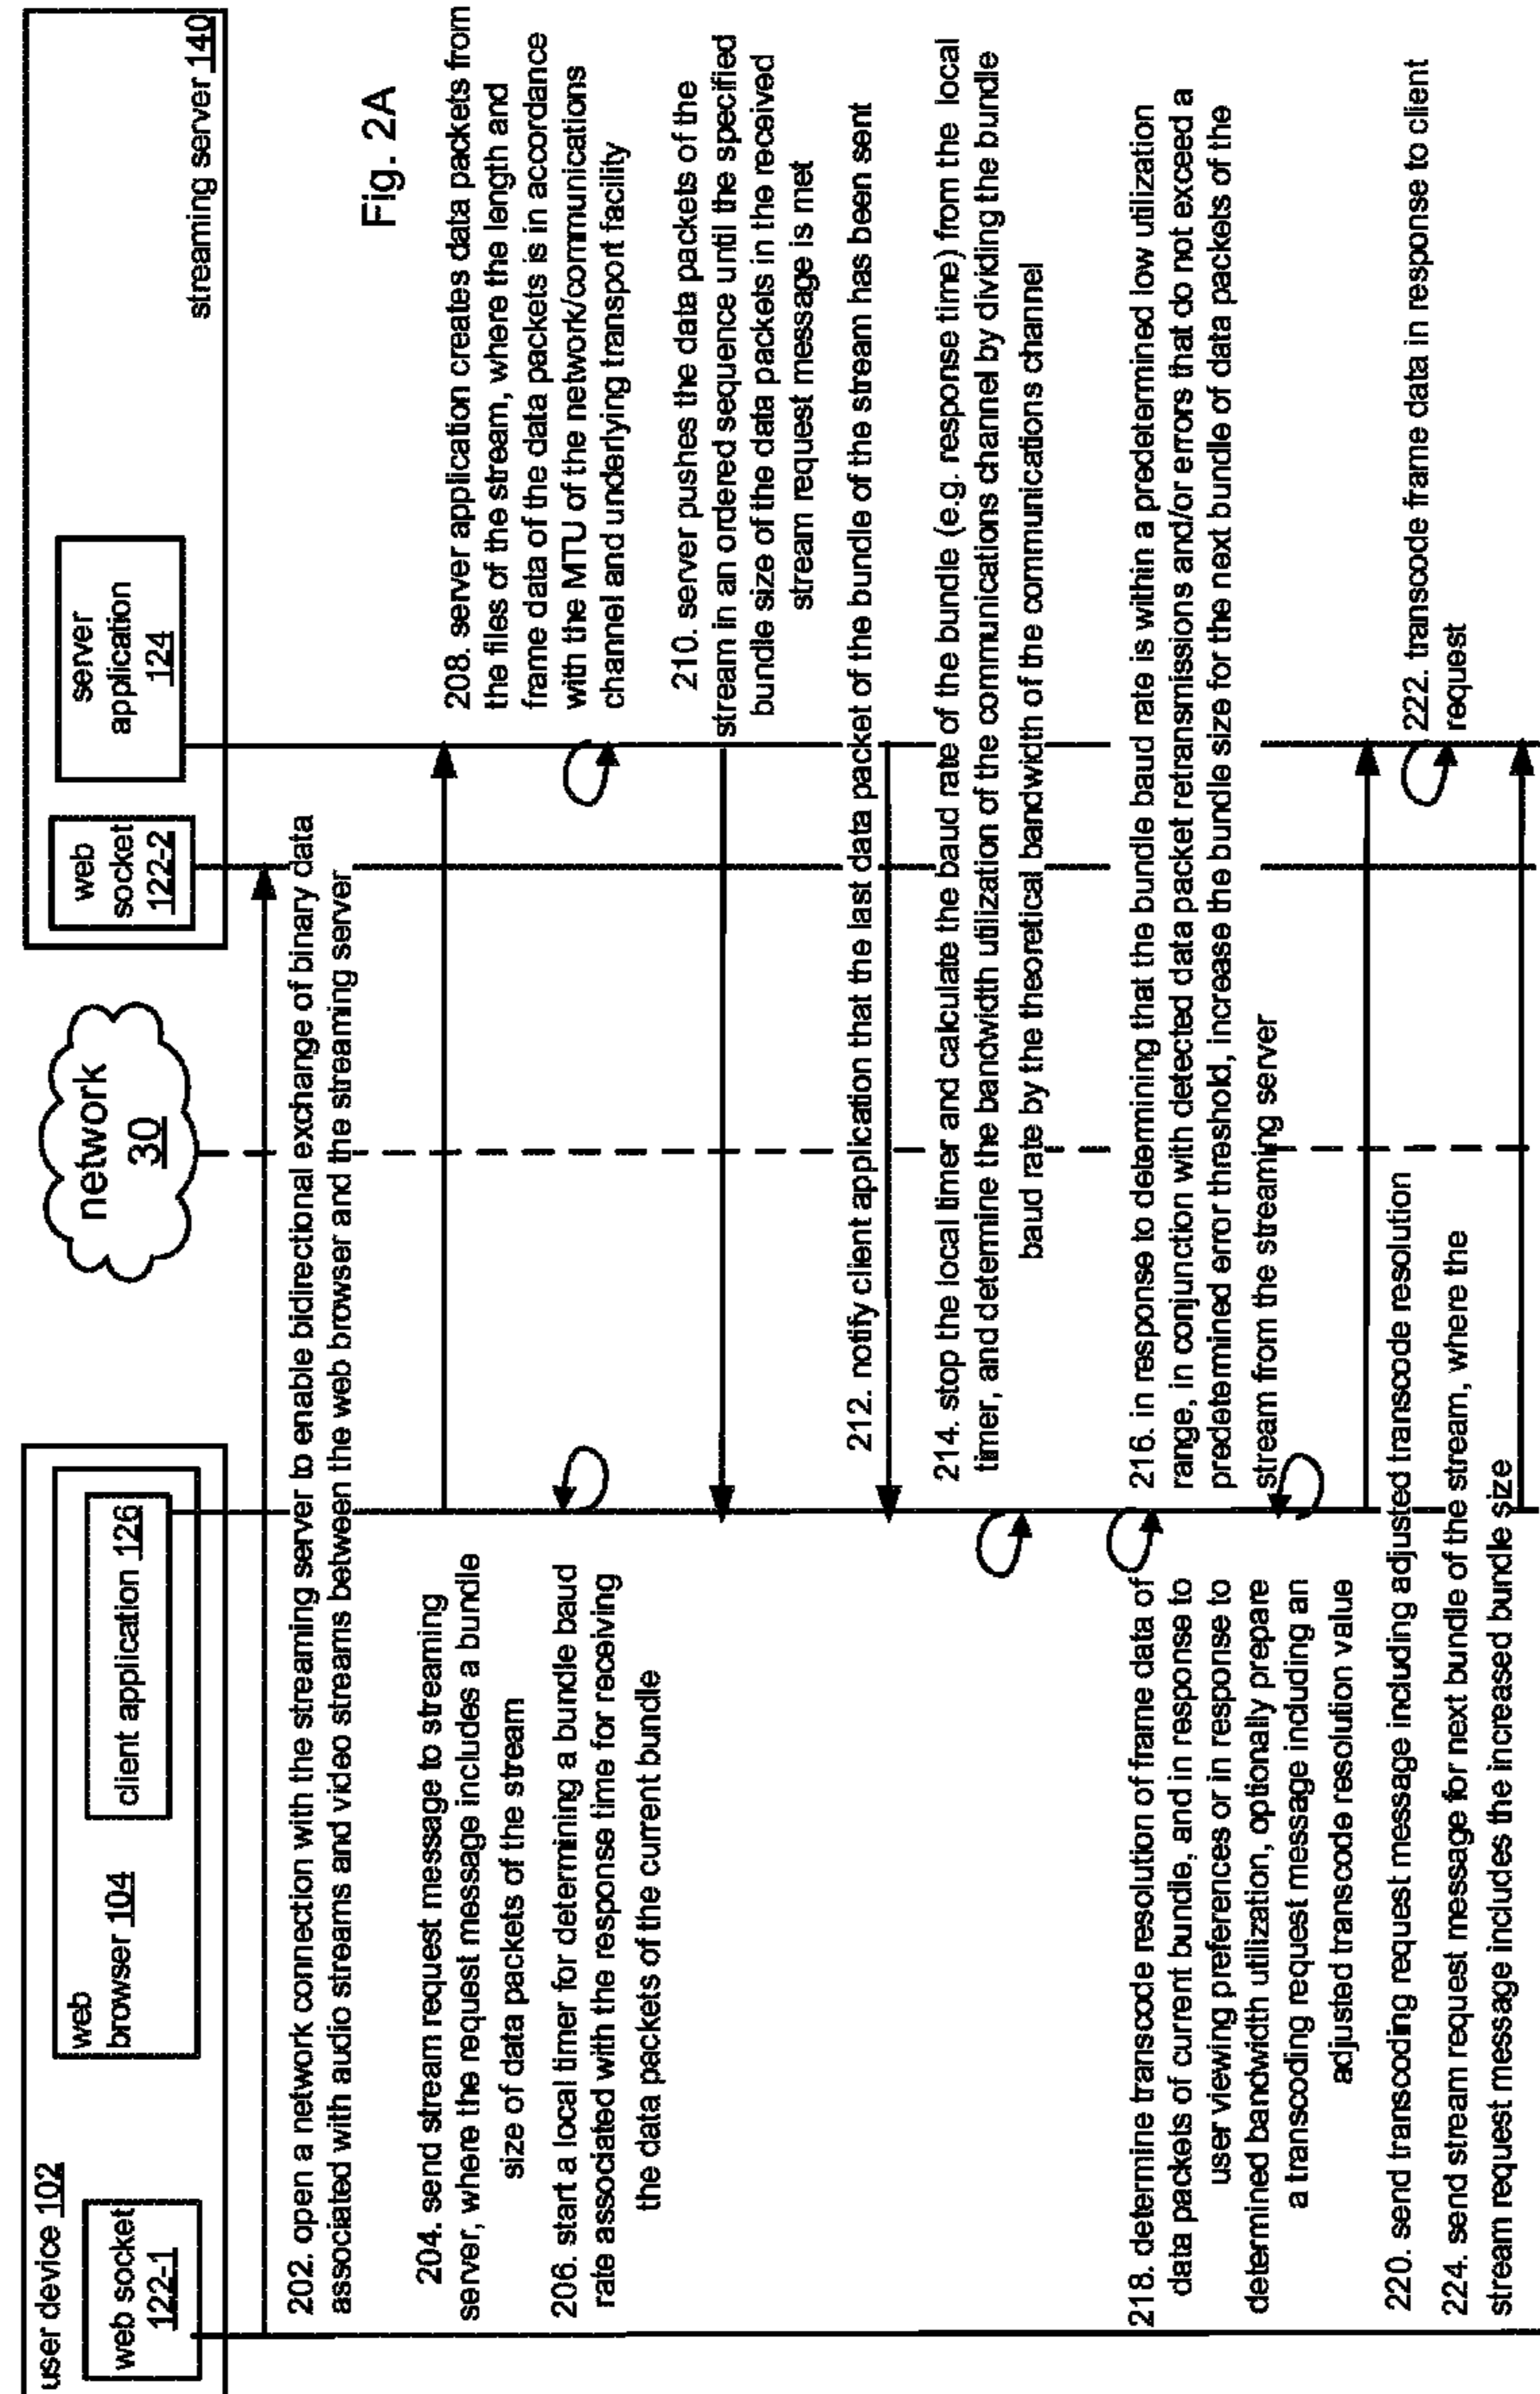 user device 102
web socket
122-1
web
browser 104
client application 126
network
30
web
socket
122-2
server
application
124
streaming server 140
Fig. 2A
202. open a network connection with the streaming server to enable bidirectional exchange of binary data
associated with audio streams and video streams between the web browser and the streaming server
204. send stream request message to streaming
server, where the request message includes a bundle
size of data packets of the stream
206. start a local timer for determining a bundle baud
rate associated with the response time for receiving
the data packets of the current bundle
208. server application creates data packets from
the files of the stream, where the length and
frame data of the data packets is in accordance
with the MTU of the network/communications
channel and underlying transport facility
210. server pushes the data packets of the
stream in an ordered sequence until the specified
bundle size of the data packets in the received
stream request message is met
212. notify client application that the last data packet of the bundle of the stream has been sent
214. stop the local timer and calculate the baud rate of the bundle (e.g. response time) from the local
timer, and determine the bandwidth utilization of the communications channel by dividing the bundle
baud rate by the theoretical bandwidth of the communications channel
216. in response to determining that the bundle baud rate is within a predetermined low utilization
range, in conjunction with detected data packet retransmissions and/or errors that do not exceed a
predetermined error threshold, increase the bundle size for the next bundle of data packets of the
stream from the streaming server
218. determine transcode resolution of frame data of
data packets of current bundle, and in response to
user viewing preferences or in response to
determined bandwidth utilization, optionally prepare
a transcoding request message including an
adjusted transcode resolution value
220. send transcoding request message including adjusted transcode resolution
222. transcode frame data in response to client
request
224. send stream request message for next bundle of the stream, where the
stream request message includes the increased bundle size